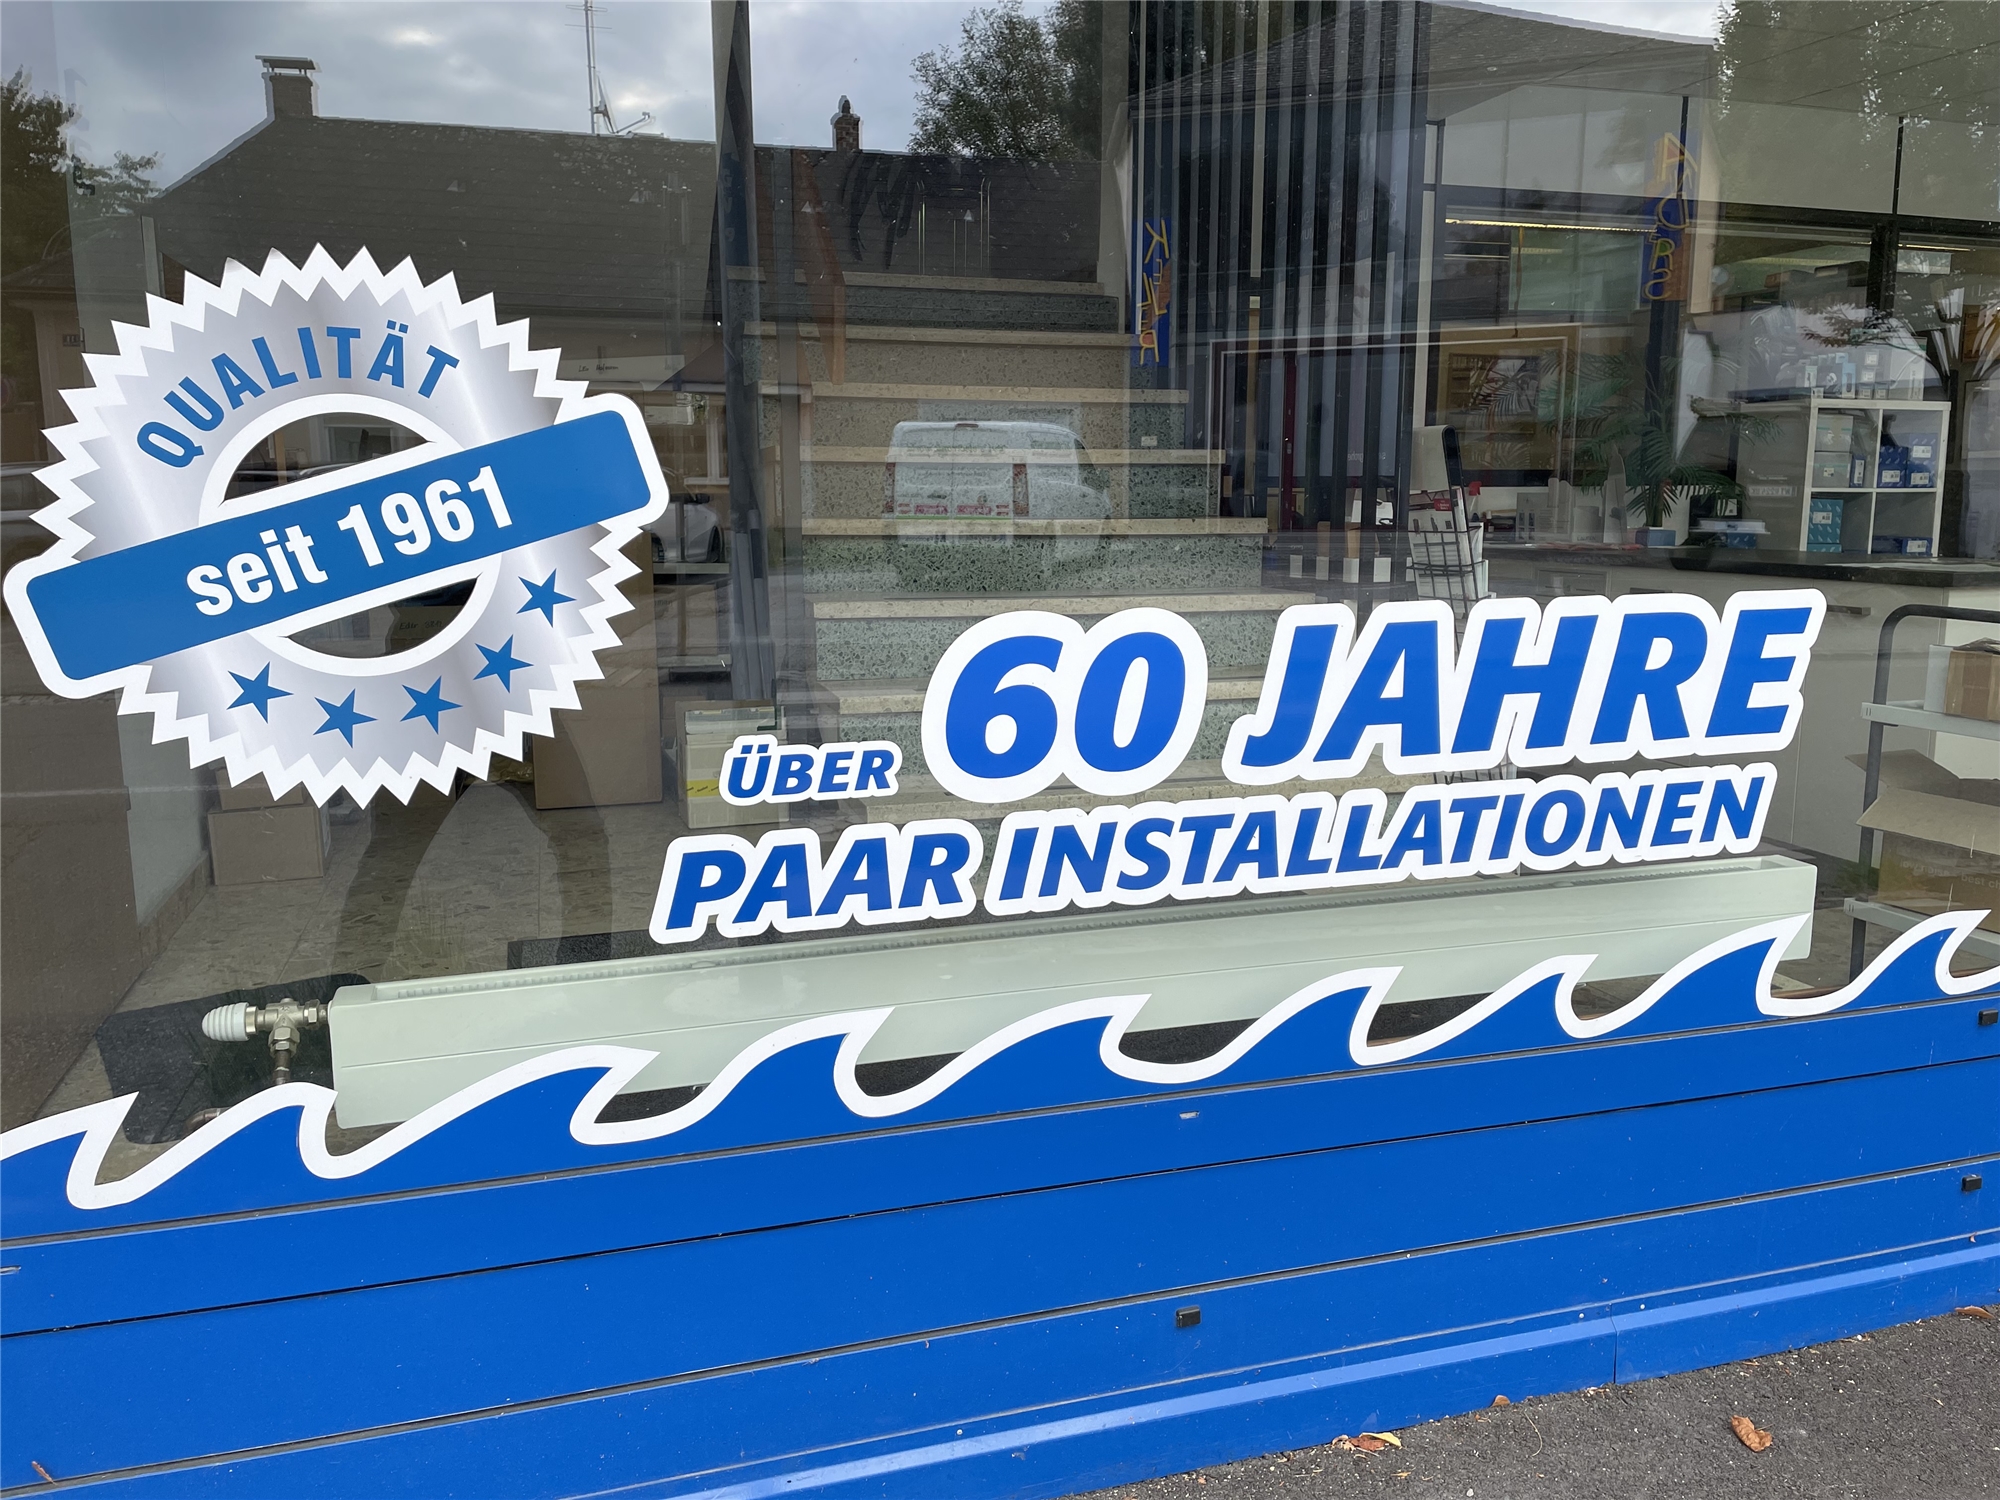 QUALITÄT
seit 1961
ÜBER 60 JAHRE
PAAR INSTALLATIONEN